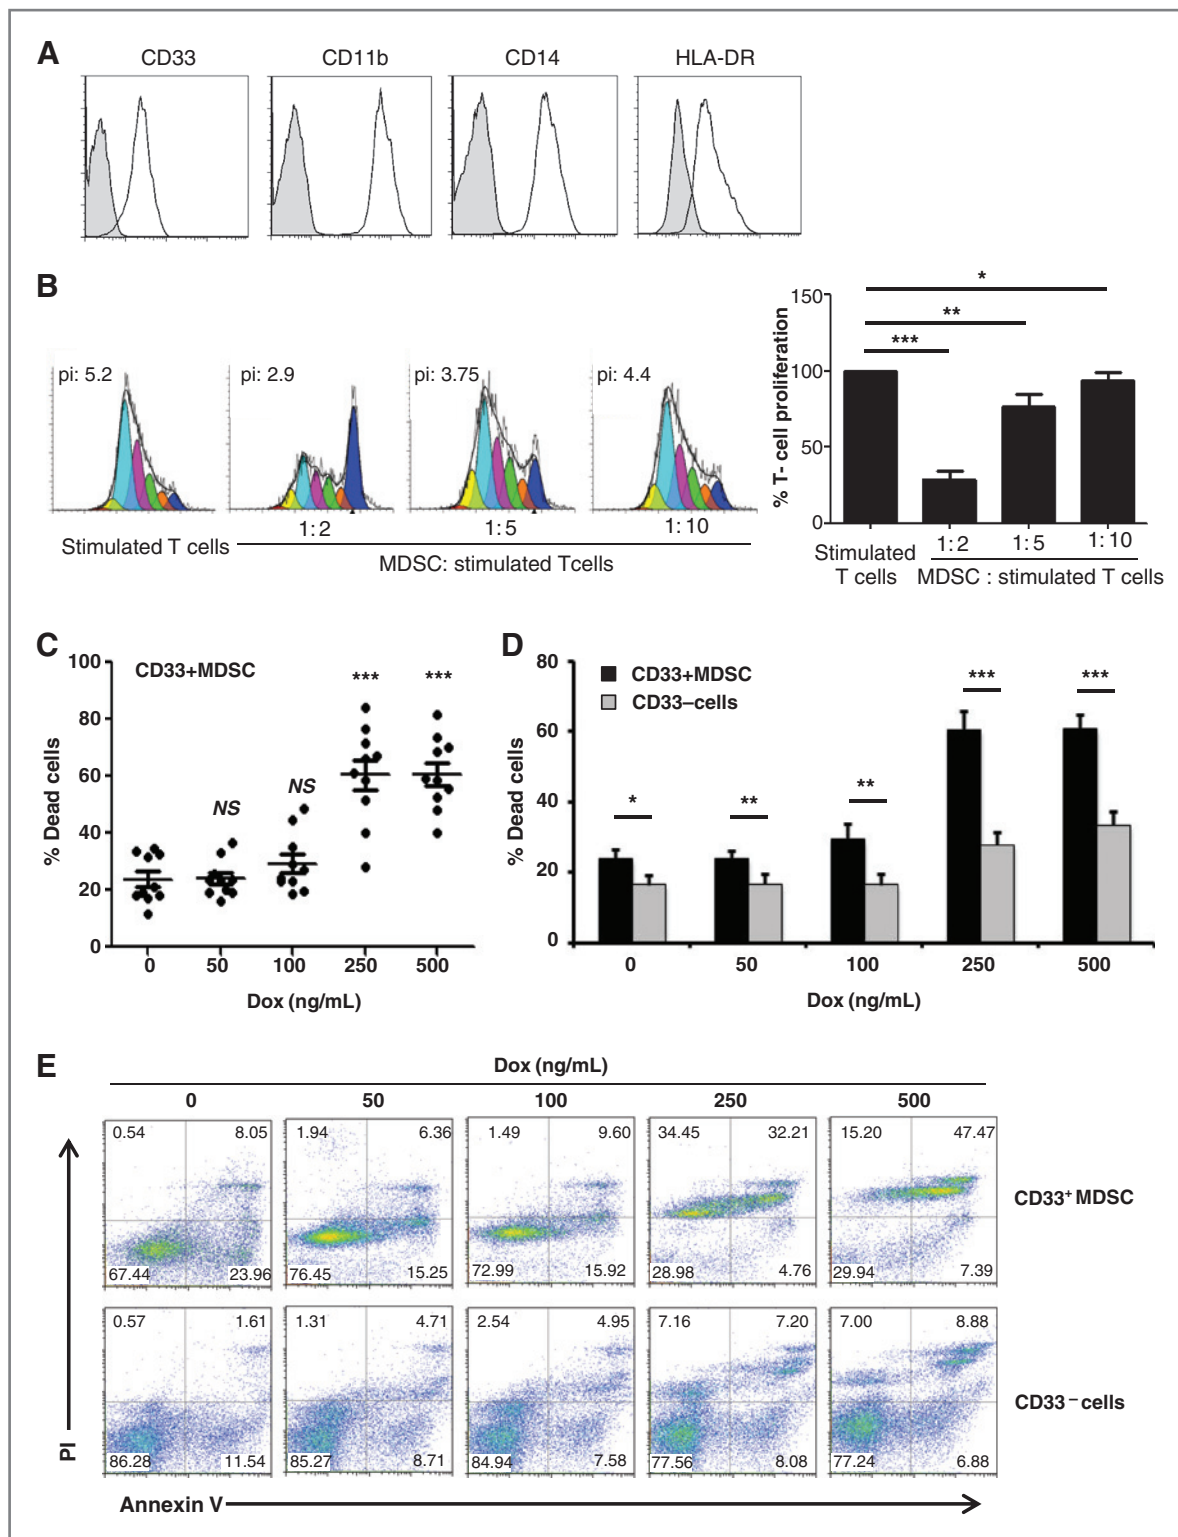 A
CD33
CD11b
CD14
HLA-DR
B
pi: 5.2
pi: 2.9
pi: 3.75
pi: 4.4
Stimulated T cells
1:2
1:5
1:10
MDSC: stimulated Tcells
% T- cell proliferation
150
100
50
0
*
**
***
Stimulated
T cells
1:2
1:5
1:10
MDSC : stimulated T cells
C
CD33+MDSC
% Dead cells
100
80
60
40
20
0
NS
NS
***
***
0
50
100
250
500
Dox (ng/mL)
D
CD33+MDSC
CD33–cells
% Dead cells
80
60
40
20
0
*
**
**
***
***
0
50
100
250
500
Dox (ng/mL)
E
Dox (ng/mL)
0
50
100
250
500
0.54 8.05
67.44 23.96
1.94 6.36
76.45 15.25
1.49 9.60
72.99 15.92
34.45 32.21
28.98 4.76
15.20 47.47
29.94 7.39
CD33⁺ MDSC
0.57 1.61
86.28 11.54
1.31 4.71
85.27 8.71
2.54 4.95
84.94 7.58
7.16 7.20
77.56 8.08
7.00 8.88
77.24 6.88
CD33⁻ cells
PI
Annexin V